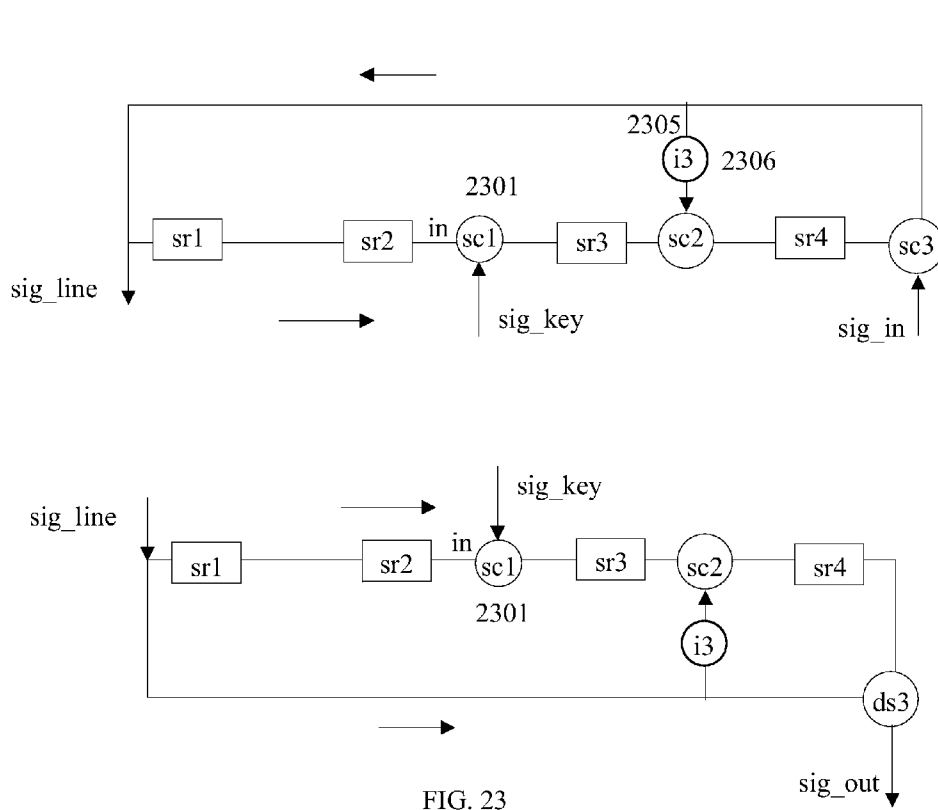 2305
i3
2306
2301
sr1
sr2
in
sc1
sr3
sc2
sr4
sc3
sig_line
sig_key
sig_in
sig_line
sig_key
sr1
sr2
in
sc1
sr3
sc2
sr4
2301
i3
ds3
sig_out
FIG. 23